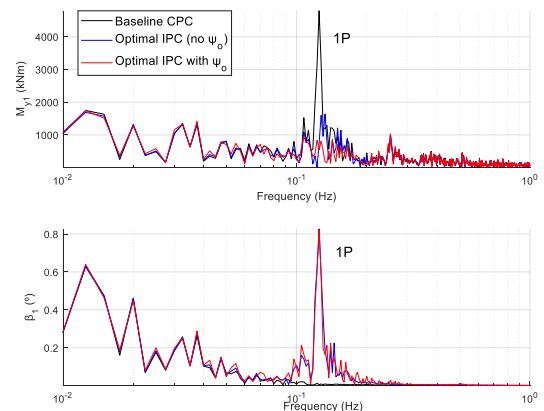 Baseline CPC
Optimal IPC (no ψo)
Optimal IPC with ψo
1P
My1 (kNm)
4000
3000
2000
1000
10-2
10-1
100
Frequency (Hz)
1P
β1 (°)
0.8
0.6
0.4
0.2
10-2
10-1
100
Frequency (Hz)